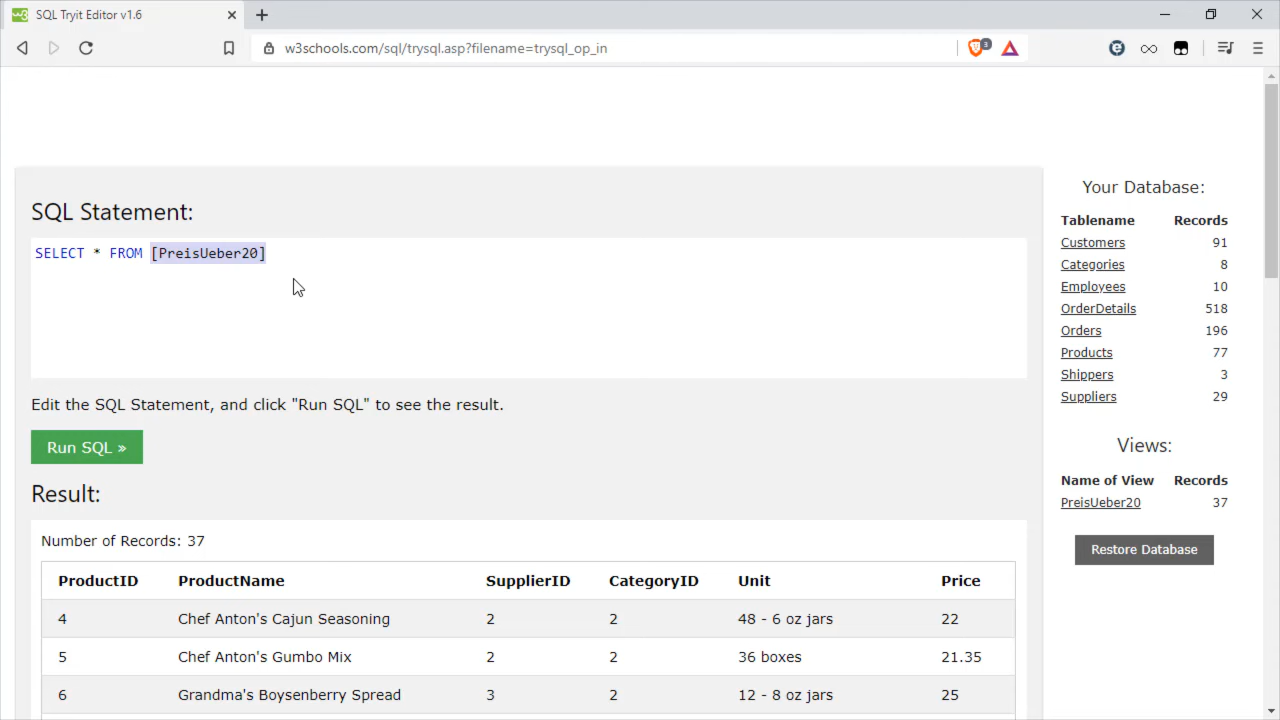 SQL Tryit Editor v1.6
w3schools.com/sql/trysql.asp?filename=trysql_op_in
3
SQL Statement:
SELECT * FROM [PreisUeber20]
Edit the SQL Statement, and click "Run SQL" to see the result.
Run SQL »
Result:
Number of Records: 37
ProductID ProductName SupplierID CategoryID Unit Price
4 Chef Anton's Cajun Seasoning 2 2 48 - 6 oz jars 22
5 Chef Anton's Gumbo Mix 2 2 36 boxes 21.35
6 Grandma's Boysenberry Spread 3 2 12 - 8 oz jars 25
Your Database:
Tablename Records
Customers 91
Categories 8
Employees 10
OrderDetails 518
Orders 196
Products 77
Shippers 3
Suppliers 29
Views:
Name of View Records
PreisUeber20 37
Restore Database